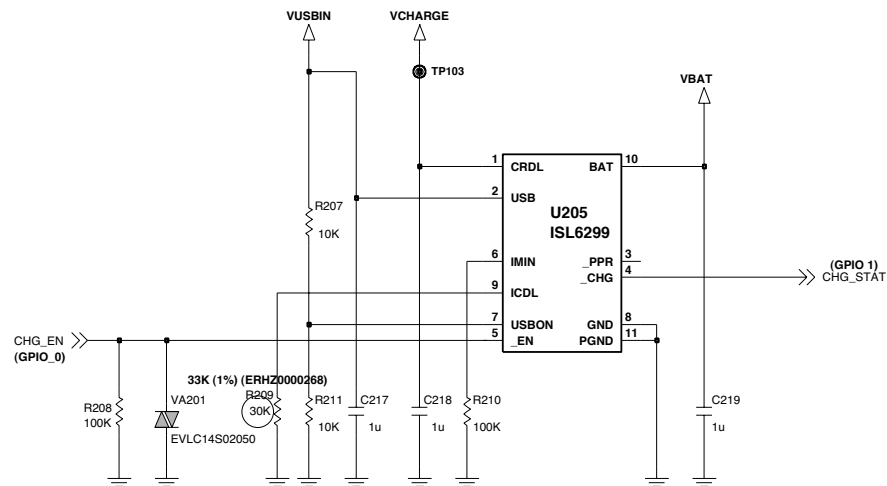 VUSBIN
VCHARGE
TP103
VBAT
1
CRDL
BAT
10
2
USB
U205
ISL6299
R207
10K
6
IMIN
_PPR
3
(GPIO 1)
_CHG
4
CHG_STAT
9
ICDL
7
USBON
GND
8
CHG_EN
5
_EN
PGND
11
(GPIO_0)
33K (1%) (ERHZ0000268)
R209
30K
VA201
R208
100K
EVLC14S02050
R211
10K
C217
1u
C218
1u
R210
100K
C219
1u